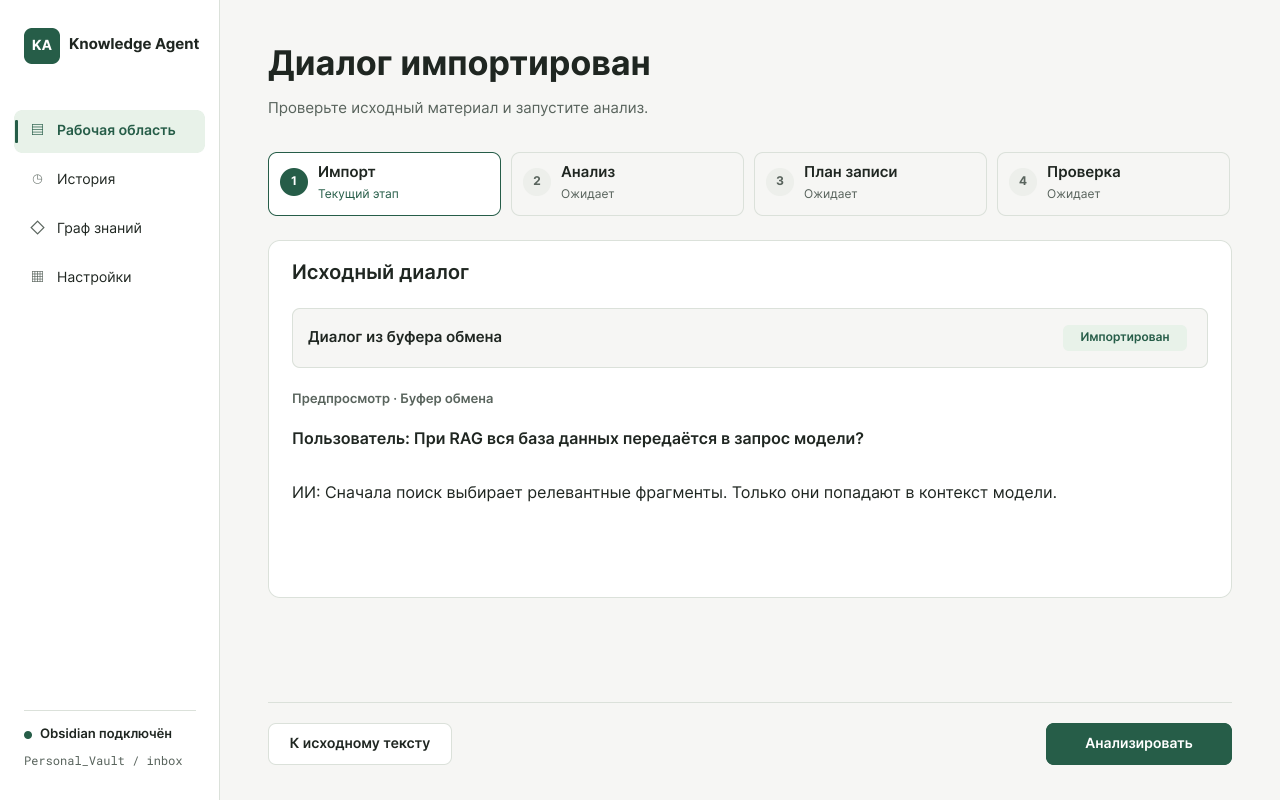 KA Knowledge Agent
Рабочая область
История
Граф знаний
Настройки
Obsidian подключён
Personal_Vault / inbox
Диалог импортирован
Проверьте исходный материал и запустите анализ.
1 Импорт
Текущий этап
2 Анализ
Ожидает
3 План записи
Ожидает
4 Проверка
Ожидает
Исходный диалог
Диалог из буфера обмена
Импортирован
Предпросмотр · Буфер обмена
Пользователь: При RAG вся база данных передаётся в запрос модели?
ИИ: Сначала поиск выбирает релевантные фрагменты. Только они попадают в контекст модели.
К исходному тексту
Анализировать